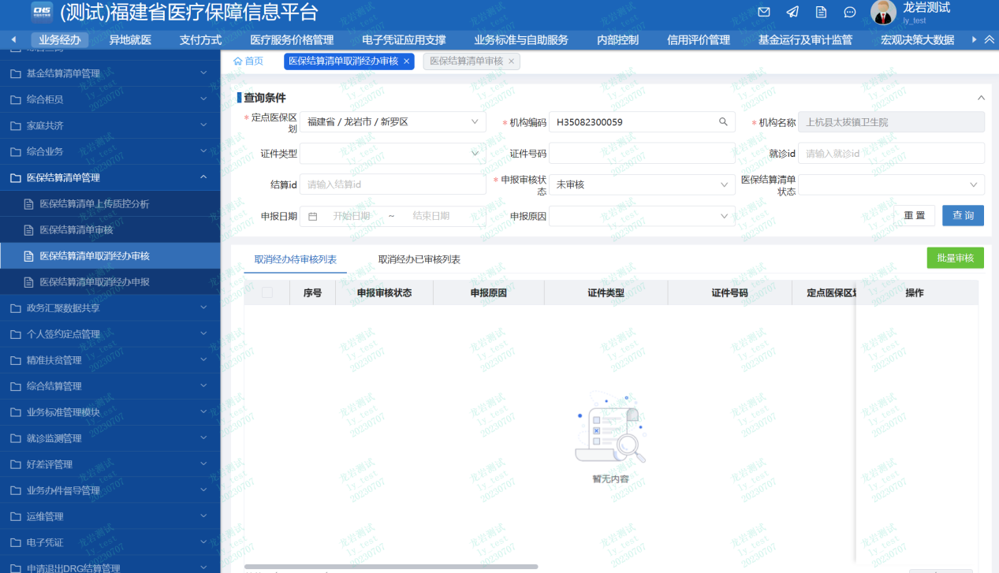 CHS
(测试)福建省医疗保障信息平台
龙岩测试
ly_test
业务经办 异地就医 支付方式 医疗服务价格管理 电子凭证应用支撑 业务标准与自助服务 内部控制 信用评价管理 基金运行及审计监管 宏观决策大数据
基金结算清单管理
综合柜员
家庭共济
综合业务
医保结算清单管理
医保结算清单上传质控分析
医保结算清单审核
医保结算清单取消经办审核
医保结算清单取消经办申报
政务汇聚数据共享
个人签约定点管理
精准扶贫管理
综合结算管理
业务标准管理模块
就诊监测管理
好差评管理
业务办件督导管理
运维管理
电子凭证
申请退出DRG结算管理
首页 医保结算清单取消经办审核 × 医保结算清单审核 ×
查询条件
* 定点医保区划 福建省 / 龙岩市 / 新罗区 * 机构编码 H35082300059 * 机构名称 上杭县太拔镇卫生院
证件类型 证件号码 就诊id 请输入就诊id
结算id 请输入结算id * 申报审核状态 未审核 医保结算清单状态
申报日期 开始日期 ~ 结束日期 申报原因 重 置 查 询
取消经办待审核列表 取消经办已审核列表 批量审核
序号 申报审核状态 申报原因 证件类型 证件号码 定点医保区划 操作
暂无内容
龙岩测试
ly_test
20230707